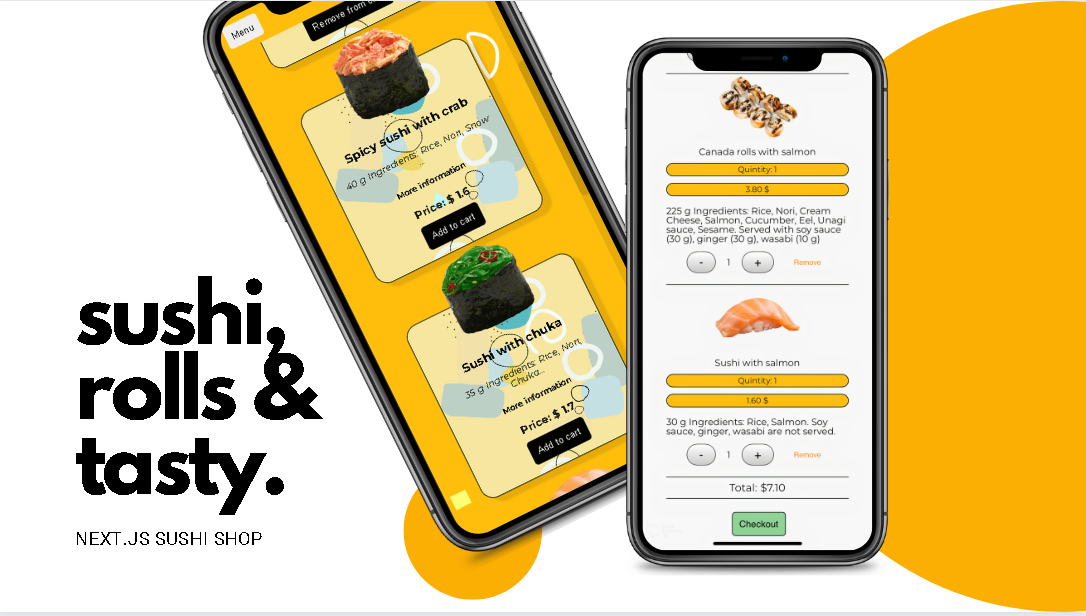 sushi,
rolls &
tasty.
NEXT.JS SUSHI SHOP
Menu
Remove from
Spicy sushi with crab
40 g Ingredients: Rice, Nori, Snow
...
More information
Price: $ 1.6
Add to cart
Sushi with chuka
35 g Ingredients: Rice, Nori,
Chuka...
More information
Price: $ 1.7
Add to cart
Canada rolls with salmon
Quintity: 1
3.80 $
225 g Ingredients: Rice, Nori, Cream
Cheese, Salmon, Cucumber, Eel, Unagi
sauce, Sesame. Served with soy sauce
(30 g), ginger (30 g), wasabi (10 g)
- 1 + Remove
Sushi with salmon
Quintity: 1
1.60 $
30 g Ingredients: Rice, Salmon. Soy
sauce, ginger, wasabi are not served.
- 1 + Remove
Total: $7.10
Checkout